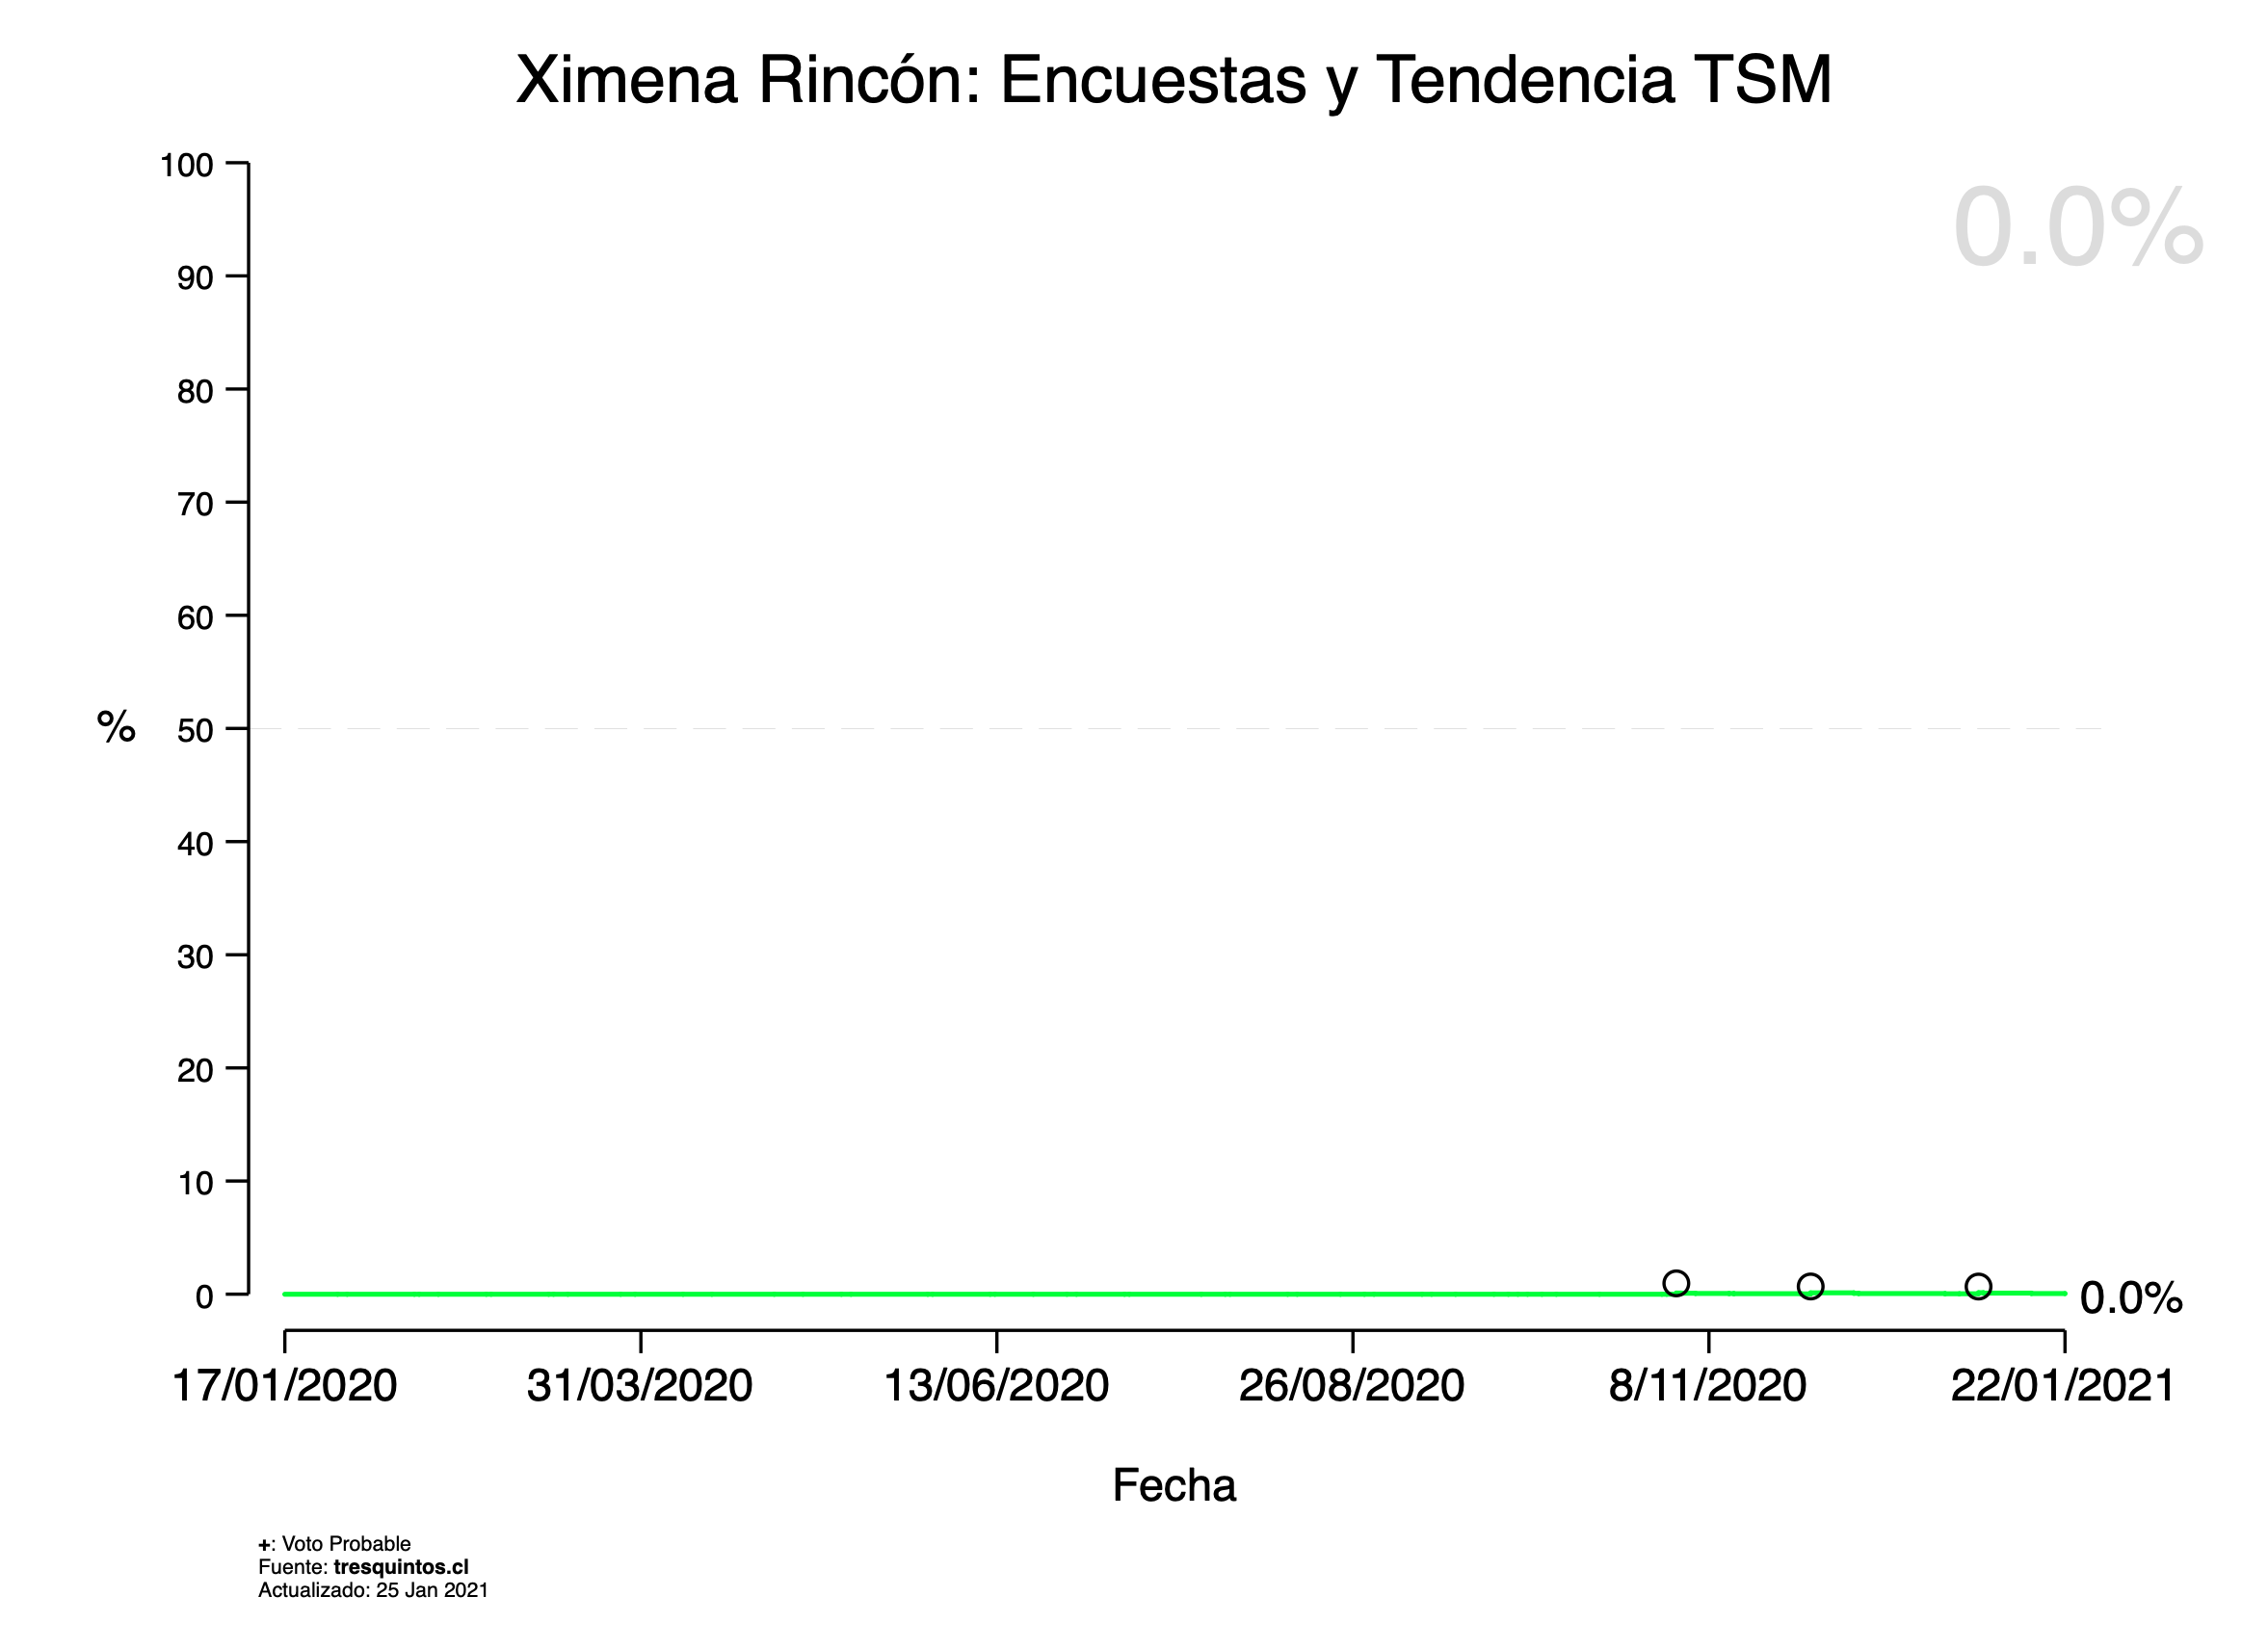 Ximena Rincón: Encuestas y Tendencia TSM
0.0%
100
90
80
70
60
% 50
40
30
20
10
0
0.0%
17/01/2020 31/03/2020 13/06/2020 26/08/2020 8/11/2020 22/01/2021
Fecha
+: Voto Probable
Fuente: tresquintos.cl
Actualizado: 25 Jan 2021